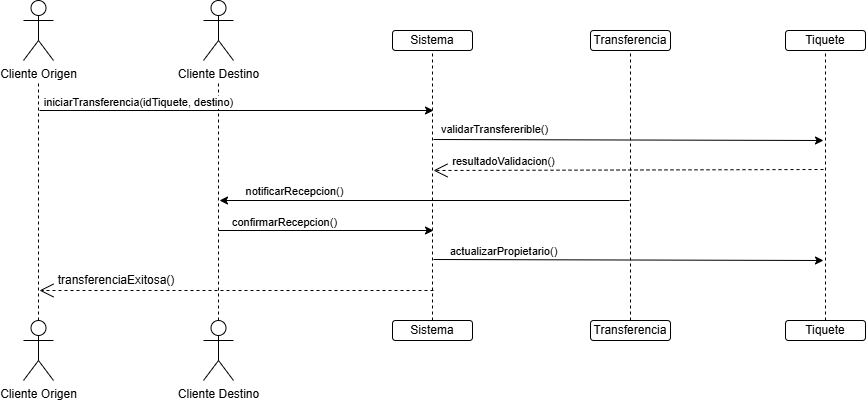 Cliente Origen
Cliente Destino
Sistema
Transferencia
Tiquete
iniciarTransferencia(idTiquete, destino)
validarTransfererible()
resultadoValidacion()
notificarRecepcion()
confirmarRecepcion()
actualizarPropietario()
transferenciaExitosa()
Sistema
Transferencia
Tiquete
Cliente Origen
Cliente Destino